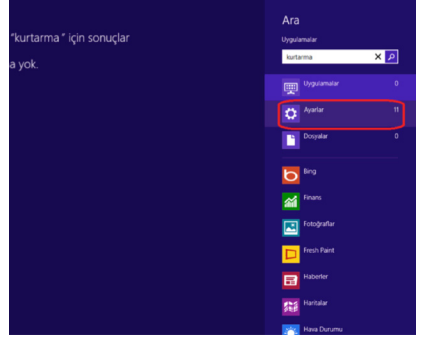 "kurtarma" için sonuçlar
a yok.
Ara
Uygulamalar
kurtarma
Uygulamalar 0
Ayarlar 11
Dosyalar 0
Bing
Finans
Fotoğraflar
Fresh Paint
Haberler
Haritalar
Hava Durumu